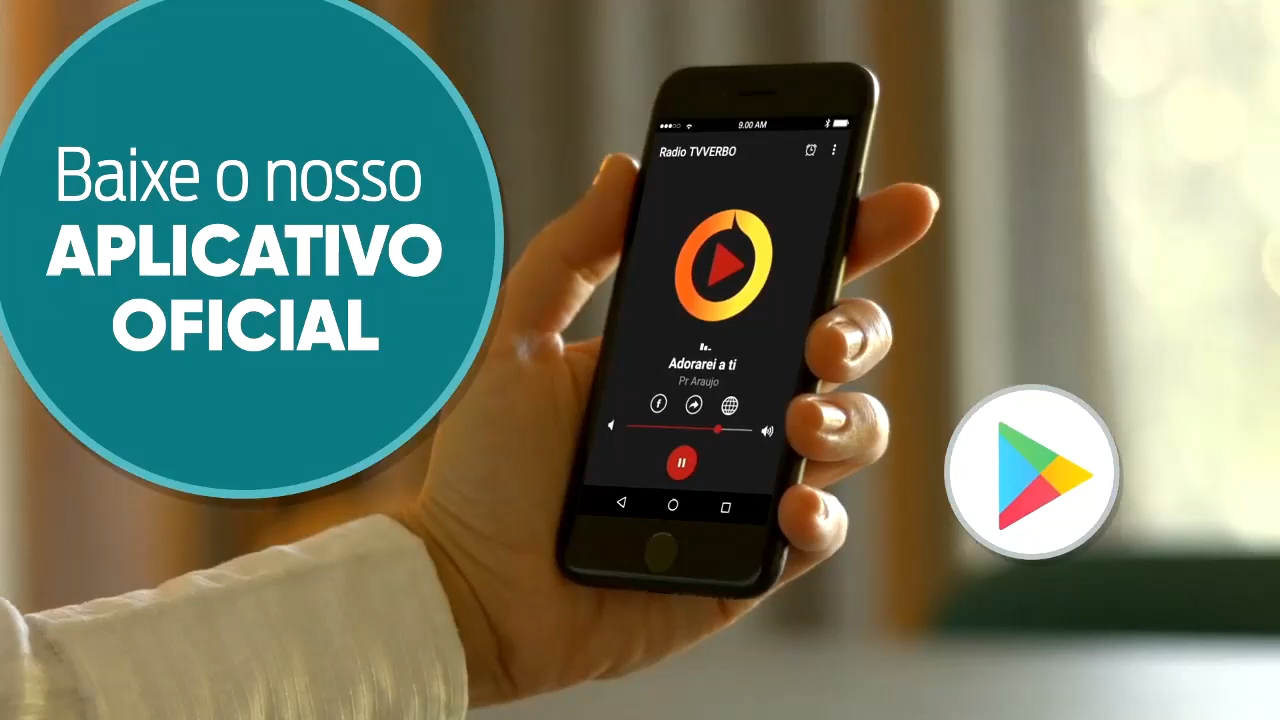 Baixe o nosso
APLICATIVO
OFICIAL
9.00 AM
Radio TVVERBO
Adorarei a ti
Pr Araujo